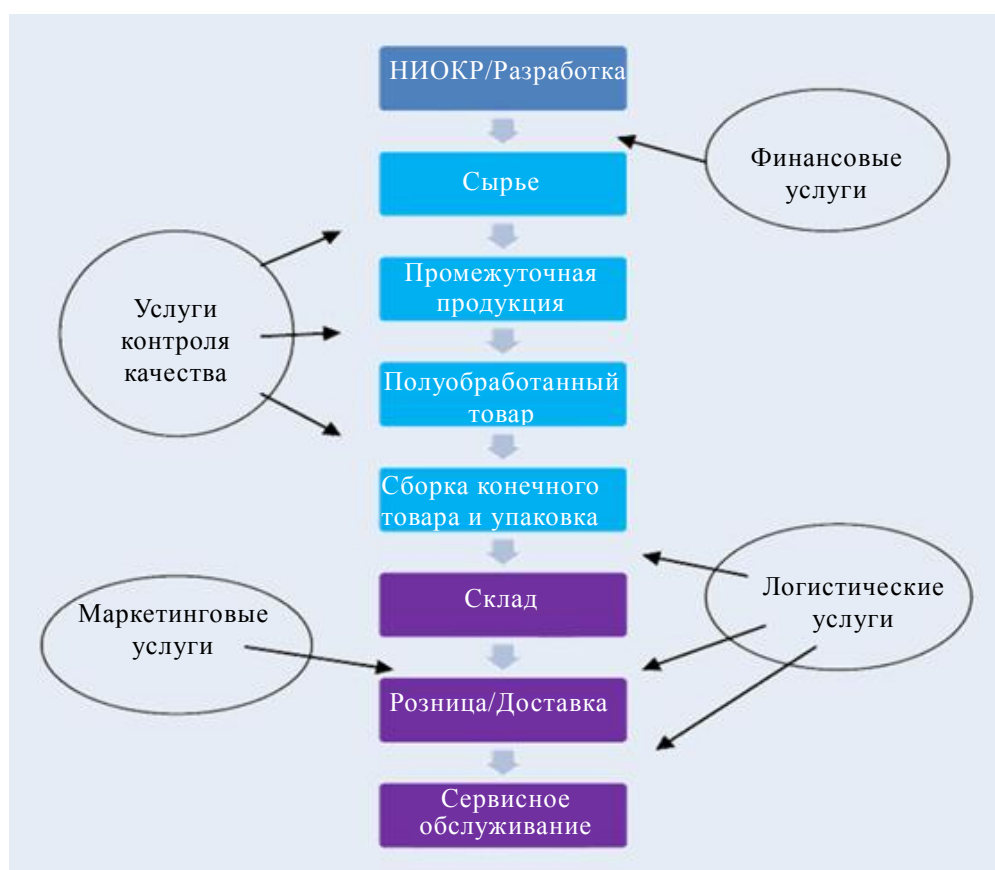 НИОКР/Разработка
Финансовые
услуги
Сырье
Промежуточная
продукция
Услуги
контроля
качества
Полуобработанный
товар
Сборка конечного
товара и упаковка
Склад
Логистические
услуги
Маркетинговые
услуги
Розница/Доставка
Сервисное
обслуживание